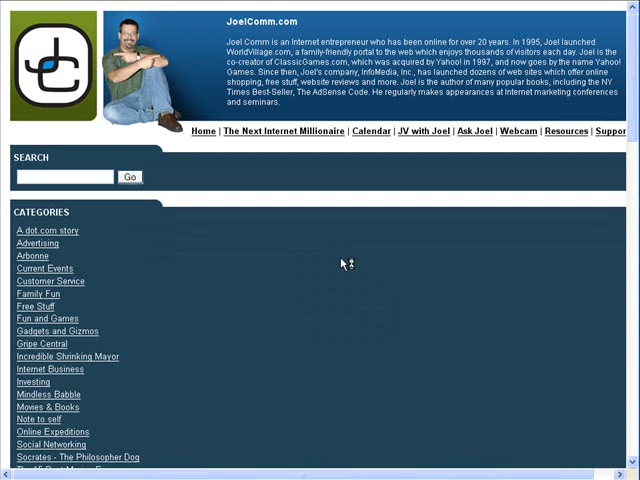 JoelComm.com
Joel Comm is an Internet entrepreneur who has been online for over 20 years. In 1995, Joel launched
WorldVillage.com, a family-friendly portal to the web which enjoys thousands of visitors each day. Joel is the
co-creator of ClassicGames.com, which was acquired by Yahoo! in 1997, and now goes by the name Yahoo!
Games. Since then, Joel's company, InfoMedia, Inc., has launched dozens of web sites which offer online
shopping, free stuff, website reviews and more. Joel is the author of many popular books, including the NY
Times Best-Seller, The AdSense Code. He regularly makes appearances at Internet marketing conferences
and seminars.
Home | The Next Internet Millionaire | Calendar | JV with Joel | Ask Joel | Webcam | Resources | Suppor
SEARCH
Go
CATEGORIES
A dot.com story
Advertising
Arbonne
Current Events
Customer Service
Family Fun
Free Stuff
Fun and Games
Gadgets and Gizmos
Gripe Central
Incredible Shrinking Mayor
Internet Business
Investing
Mindless Babble
Movies & Books
Note to self
Online Expeditions
Social Networking
Socrates - The Philosopher Dog